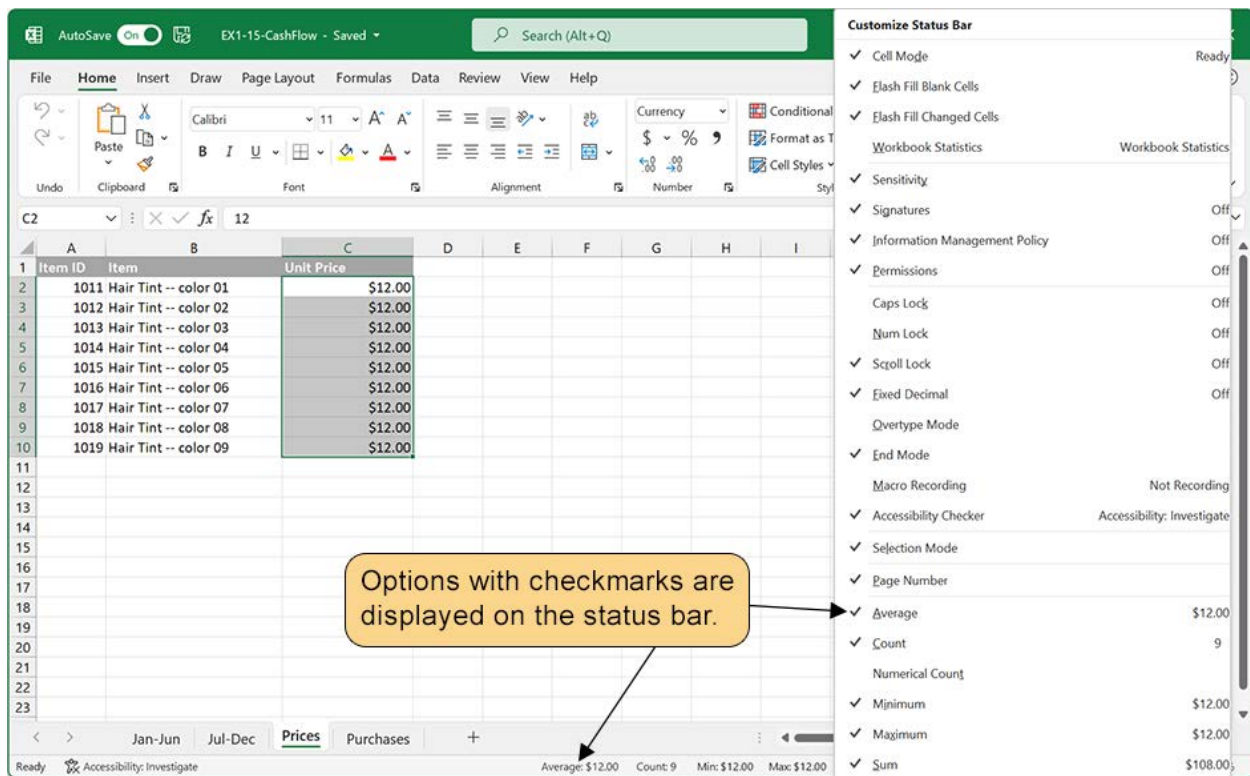 AutoSave On EX1-15-CashFlow - Saved Search (Alt+Q)
File Home Insert Draw Page Layout Formulas Data Review View Help
Paste
Calibri 11 A^ A˅
B I U A
ab
Currency
$ % 9
.00 .00
Conditional
Format as T
Cell Styles
Undo Clipboard Font Alignment Number Sty
C2 fx 12
A B C D E F G H I
1 Item ID Item Unit Price
2 1011 Hair Tint -- color 01 $12.00
3 1012 Hair Tint -- color 02 $12.00
4 1013 Hair Tint -- color 03 $12.00
5 1014 Hair Tint -- color 04 $12.00
6 1015 Hair Tint -- color 05 $12.00
7 1016 Hair Tint -- color 06 $12.00
8 1017 Hair Tint -- color 07 $12.00
9 1018 Hair Tint -- color 08 $12.00
10 1019 Hair Tint -- color 09 $12.00
11
12
13
14
15
16
17
18
19
20
21
22
23
Options with checkmarks are
displayed on the status bar.
Jan-Jun Jul-Dec Prices Purchases +
Ready Accessibility: Investigate Average: $12.00 Count: 9 Min: $12.00 Max: $12.00
Customize Status Bar
Cell Mode Ready
Flash Fill Blank Cells
Flash Fill Changed Cells
Workbook Statistics Workbook Statistics
Sensitivity
Signatures Off
Information Management Policy Off
Permissions Off
Caps Lock Off
Num Lock Off
Scroll Lock Off
Fixed Decimal Off
Overtype Mode
End Mode
Macro Recording Not Recording
Accessibility Checker Accessibility: Investigate
Selection Mode
Page Number
Average $12.00
Count 9
Numerical Count
Minimum $12.00
Maximum $12.00
Sum $108.00